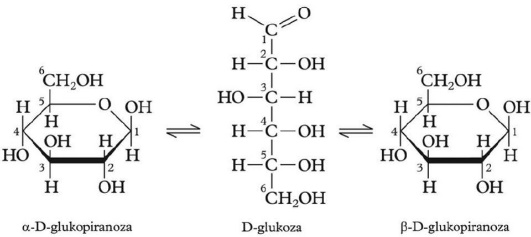 6
CH₂OH
5 O
H H OH
4 1
OH H
HO H
3 2
H OH
α-D-glukopiranoza
H O
C
1
2
H OH
3
HO H
4
H OH
5
H OH
6
CH₂OH
D-glukoza
6
CH₂OH
5 O
H H OH
4 1
OH H
HO H
3 2
H OH
β-D-glukopiranoza